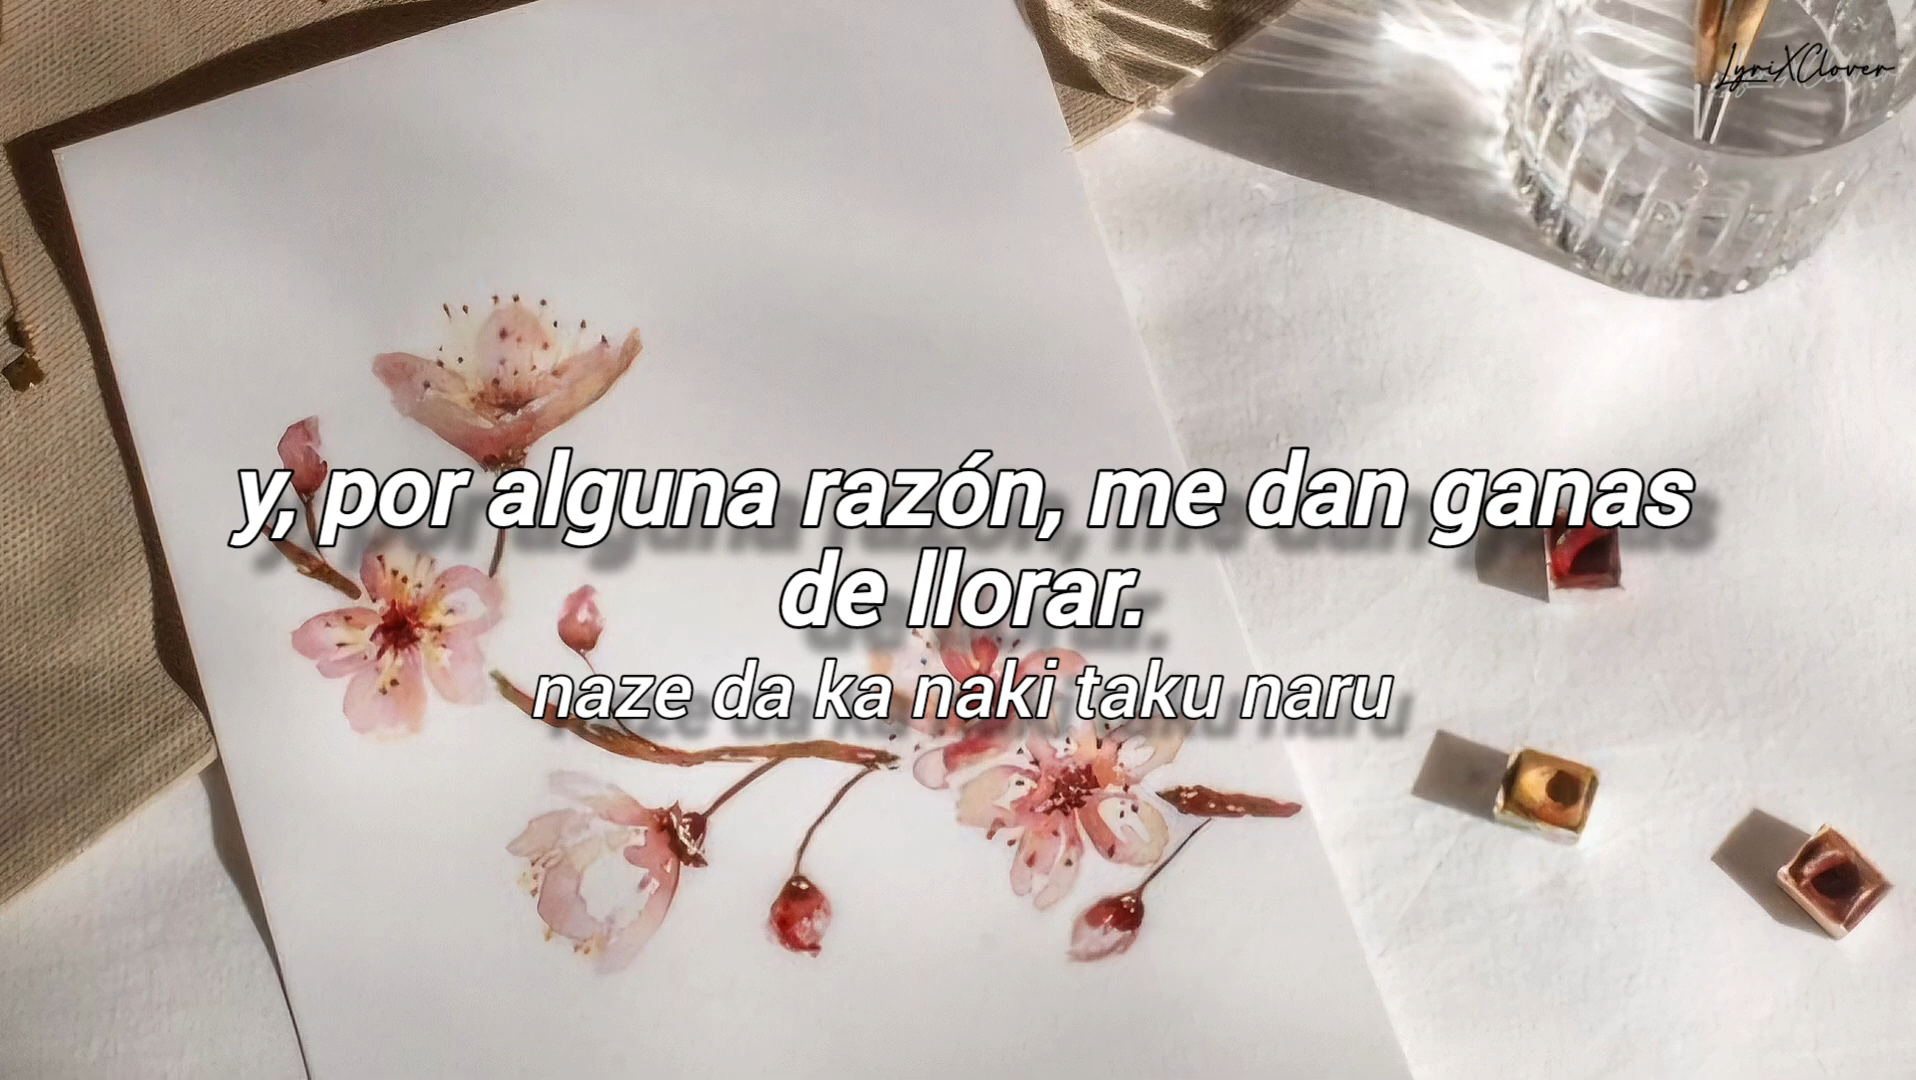 LyriXClover
y, por alguna razón, me dan ganas
de llorar.
naze da ka naki taku naru